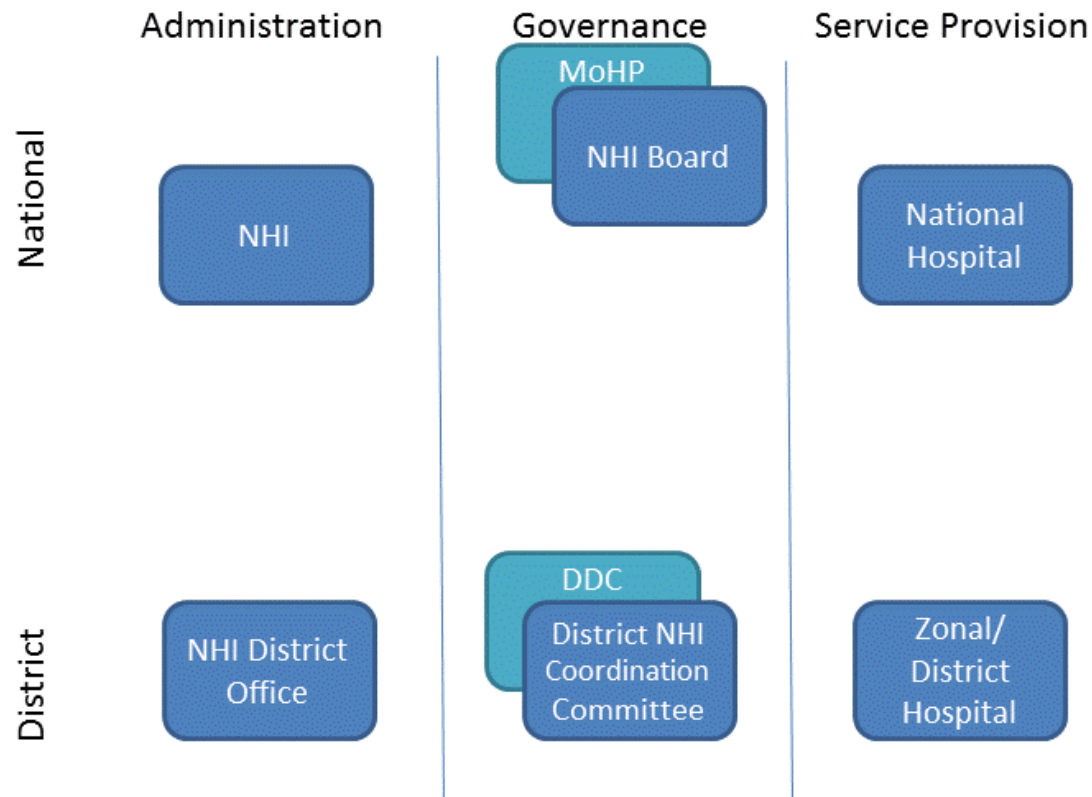 Administration
Governance
Service Provision
National
MoHP
NHI Board
NHI
National
Hospital
District
DDC
NHI District
Office
District NHI
Coordination
Committee
Zonal/
District
Hospital